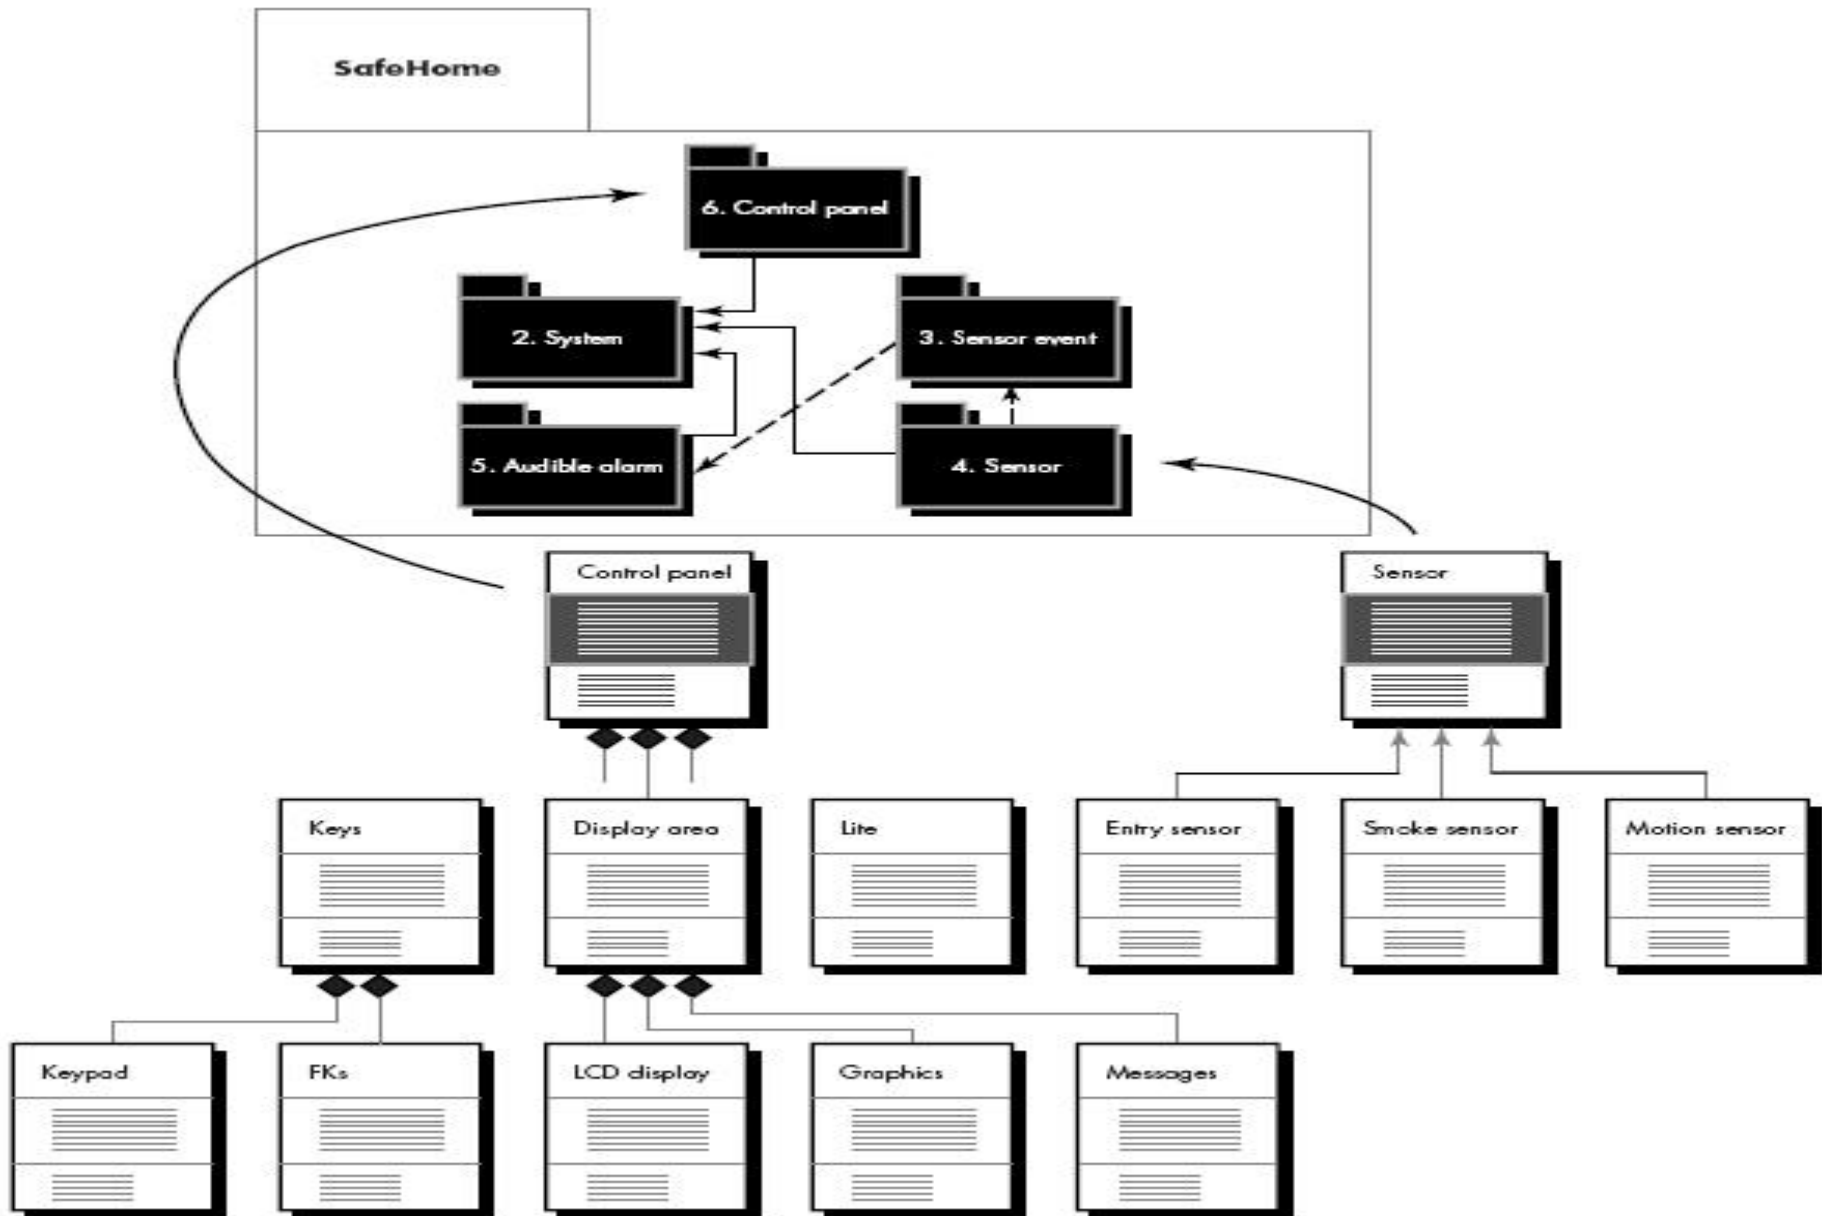 SafeHome
6. Control panel
2. System
3. Sensor event
5. Audible alarm
4. Sensor
Control panel
Sensor
Keys
Display area
Lite
Entry sensor
Smoke sensor
Motion sensor
Keypad
FKs
LCD display
Graphics
Messages